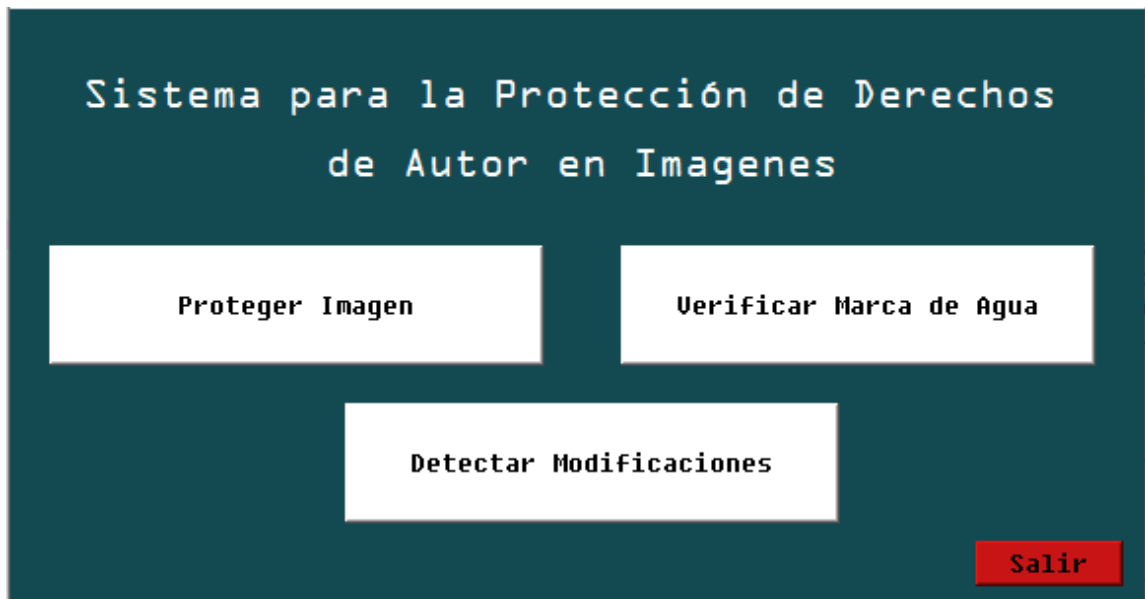 Sistema para la Protección de Derechos
de Autor en Imagenes
Proteger Imagen
Verificar Marca de Agua
Detectar Modificaciones
Salir